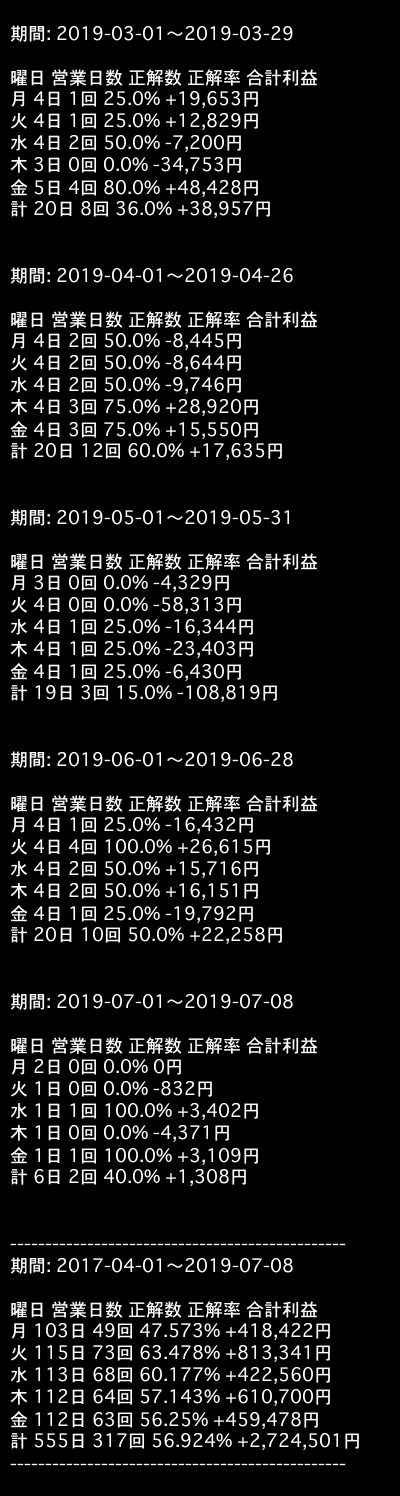 期間: 2019-03-01〜2019-03-29
曜日 営業日数 正解数 正解率 合計利益
月 4日 1回 25.0% +19,653円
火 4日 1回 25.0% +12,829円
水 4日 2回 50.0% -7,200円
木 3日 0回 0.0% -34,753円
金 5日 4回 80.0% +48,428円
計 20日 8回 36.0% +38,957円
期間: 2019-04-01〜2019-04-26
曜日 営業日数 正解数 正解率 合計利益
月 4日 2回 50.0% -8,445円
火 4日 2回 50.0% -8,644円
水 4日 2回 50.0% -9,746円
木 4日 3回 75.0% +28,920円
金 4日 3回 75.0% +15,550円
計 20日 12回 60.0% +17,635円
期間: 2019-05-01〜2019-05-31
曜日 営業日数 正解数 正解率 合計利益
月 3日 0回 0.0% -4,329円
火 4日 0回 0.0% -58,313円
水 4日 1回 25.0% -16,344円
木 4日 1回 25.0% -23,403円
金 4日 1回 25.0% -6,430円
計 19日 3回 15.0% -108,819円
期間: 2019-06-01〜2019-06-28
曜日 営業日数 正解数 正解率 合計利益
月 4日 1回 25.0% -16,432円
火 4日 4回 100.0% +26,615円
水 4日 2回 50.0% +15,716円
木 4日 2回 50.0% +16,151円
金 4日 1回 25.0% -19,792円
計 20日 10回 50.0% +22,258円
期間: 2019-07-01〜2019-07-08
曜日 営業日数 正解数 正解率 合計利益
月 2日 0回 0.0% 0円
火 1日 0回 0.0% -832円
水 1日 1回 100.0% +3,402円
木 1日 0回 0.0% -4,371円
金 1日 1回 100.0% +3,109円
計 6日 2回 40.0% +1,308円
------------------------------------------------
期間: 2017-04-01〜2019-07-08
曜日 営業日数 正解数 正解率 合計利益
月 103日 49回 47.573% +418,422円
火 115日 73回 63.478% +813,341円
水 113日 68回 60.177% +422,560円
木 112日 64回 57.143% +610,700円
金 112日 63回 56.25% +459,478円
計 555日 317回 56.924% +2,724,501円
------------------------------------------------